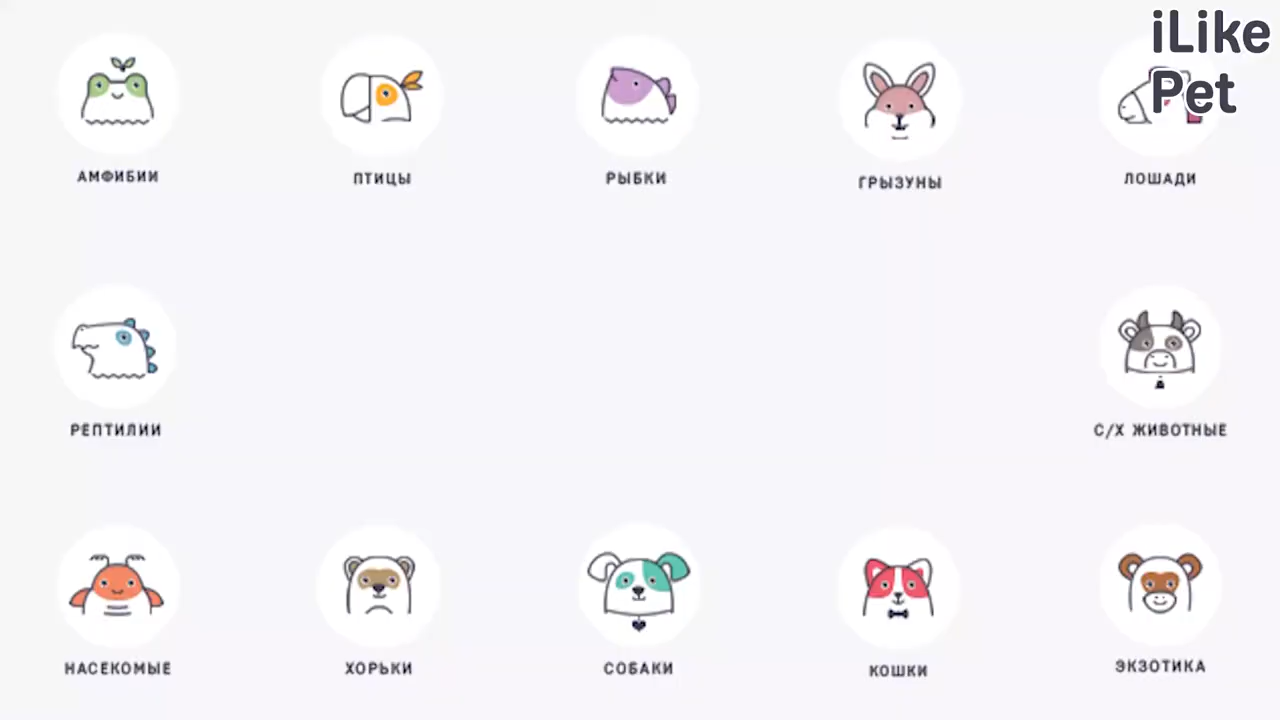 iLike
Pet
АМФИБИИ
ПТИЦЫ
РЫБКИ
ГРЫЗУНЫ
ЛОШАДИ
РЕПТИЛИИ
С/Х ЖИВОТНЫЕ
НАСЕКОМЫЕ
ХОРЬКИ
СОБАКИ
КОШКИ
ЭКЗОТИКА